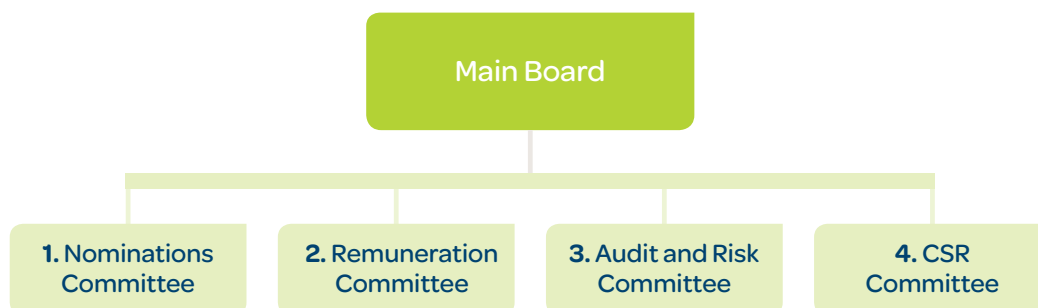 Main Board
1. Nominations
Committee
2. Remuneration
Committee
3. Audit and Risk
Committee
4. CSR
Committee